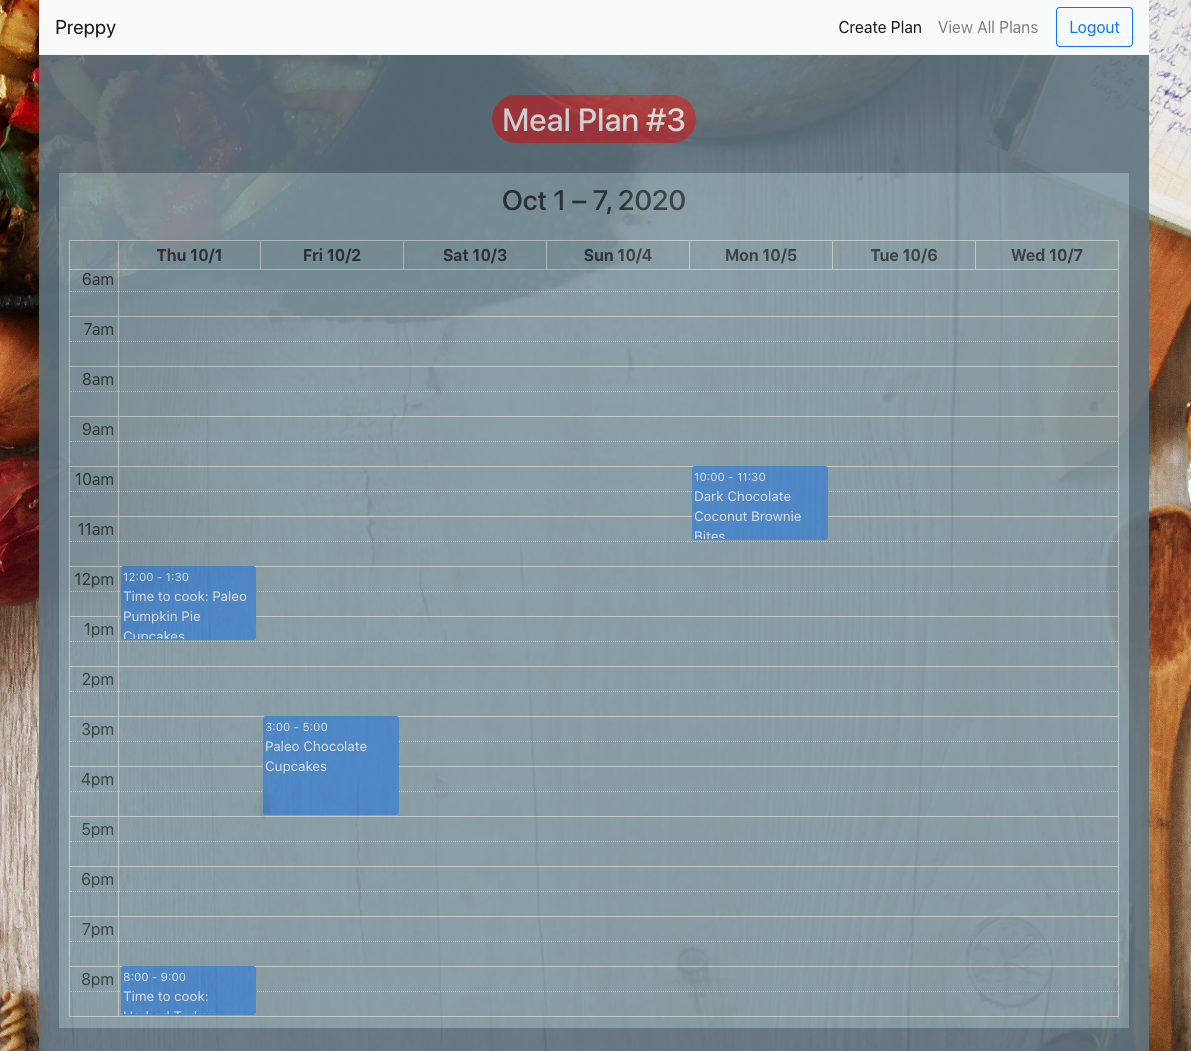 Preppy
Create Plan View All Plans Logout
Meal Plan #3
Oct 1 – 7, 2020
Thu 10/1 Fri 10/2 Sat 10/3 Sun 10/4 Mon 10/5 Tue 10/6 Wed 10/7
6am
7am
8am
9am
10am
10:00 - 11:30
Dark Chocolate
Coconut Brownie
Bites
11am
12pm
12:00 - 1:30
Time to cook: Paleo
Pumpkin Pie
Cupcakes
1pm
2pm
3pm
3:00 - 5:00
Paleo Chocolate
Cupcakes
4pm
5pm
6pm
7pm
8pm
8:00 - 9:00
Time to cook: